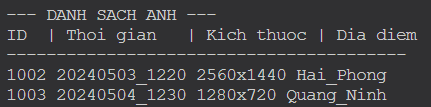 --- DANH SACH ANH ---
ID  | Thoi gian   | Kich thuoc | Dia diem
----------------------------------------
1002 20240503_1220 2560x1440 Hai_Phong
1003 20240504_1230 1280x720 Quang_Ninh